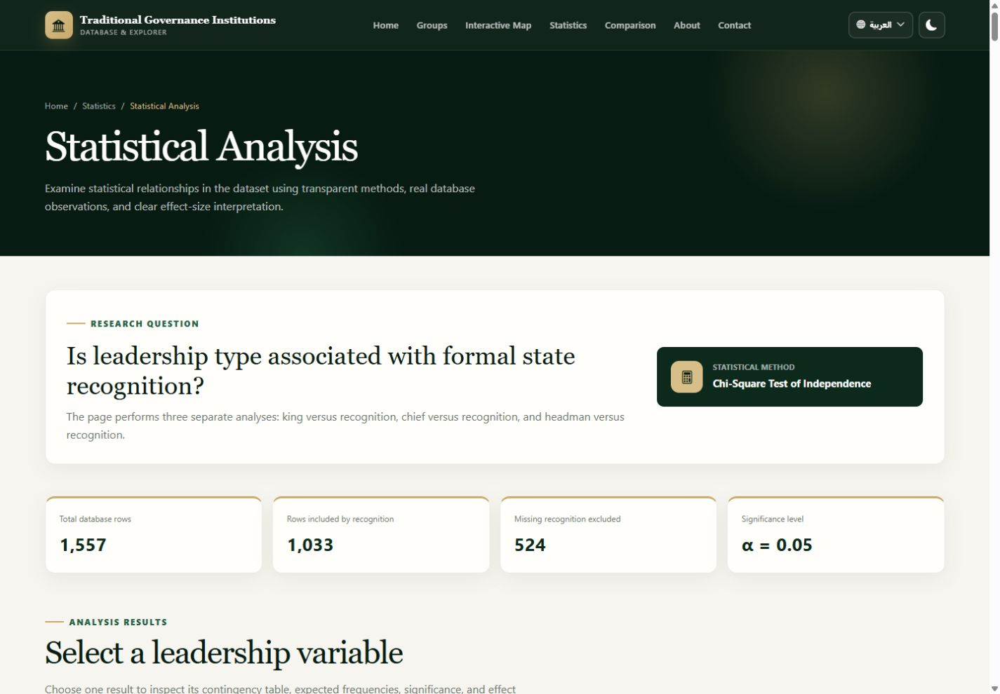 Traditional Governance Institutions
DATABASE & EXPLORER
Home
Groups
Interactive Map
Statistics
Comparison
About
Contact
العربية
Home / Statistics / Statistical Analysis
Statistical Analysis
Examine statistical relationships in the dataset using transparent methods, real database
observations, and clear effect-size interpretation.
RESEARCH QUESTION
Is leadership type associated with formal state
recognition?
The page performs three separate analyses: king versus recognition, chief versus recognition, and headman versus
recognition.
STATISTICAL METHOD
Chi-Square Test of Independence
Total database rows
1,557
Rows included by recognition
1,033
Missing recognition excluded
524
Significance level
α = 0.05
ANALYSIS RESULTS
Select a leadership variable
Choose one result to inspect its contingency table, expected frequencies, significance, and effect